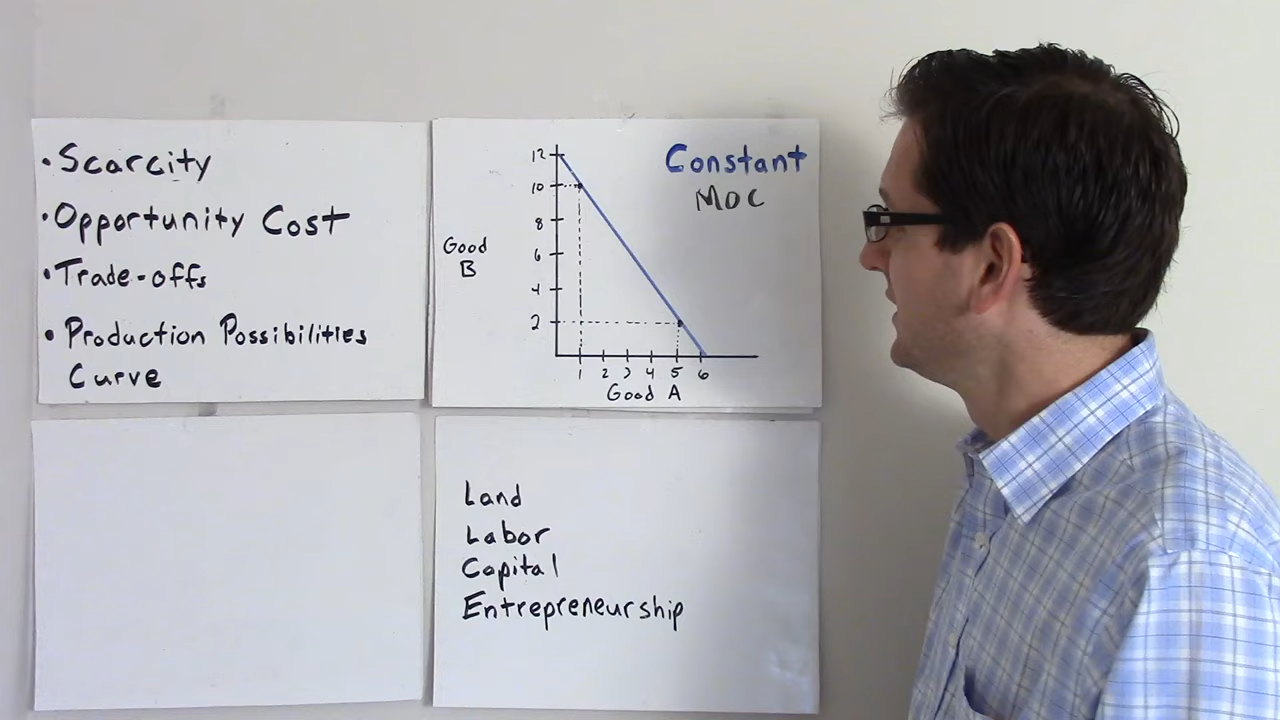 • Scarcity
• Opportunity Cost
• Trade-offs
• Production Possibilities
Curve
Constant
MOC
12
10
8
6
4
2
Good
B
1 2 3 4 5 6
Good A
Land
Labor
Capital
Entrepreneurship